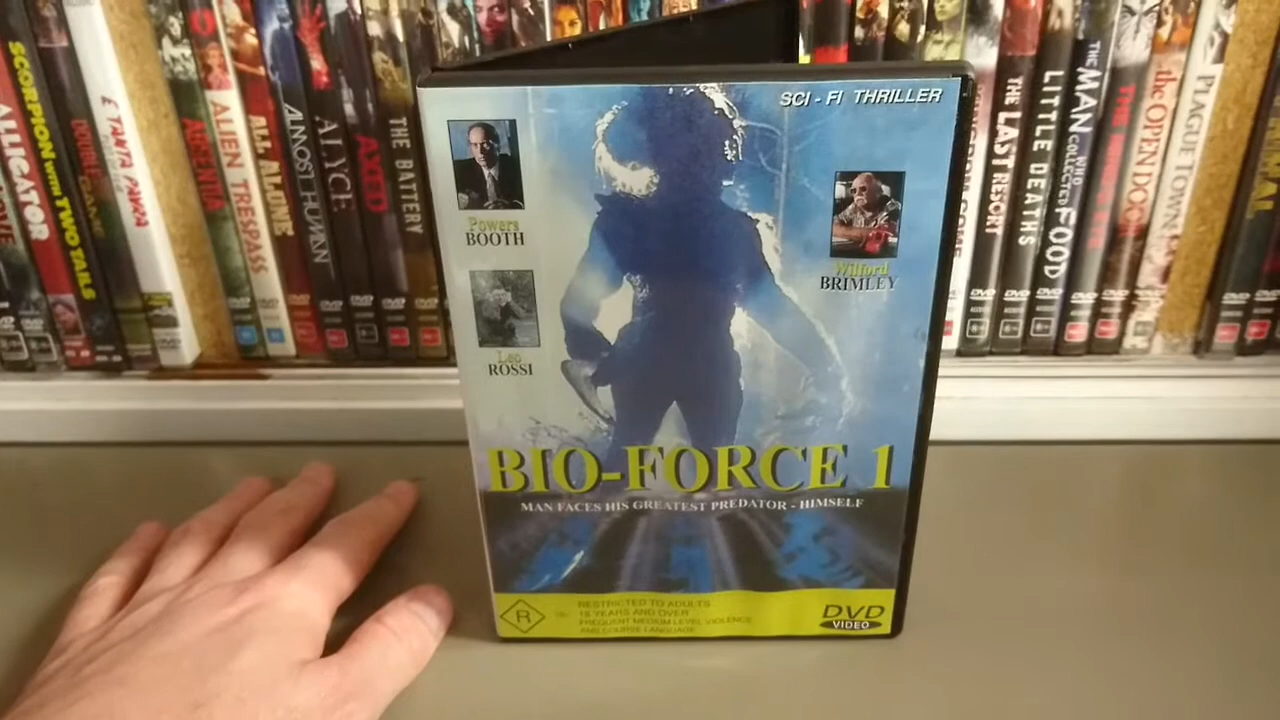 ALLIGATOR
SCORPION WITH TWO TAILS
E TANTA PAURA
ALIEN TRESPASS
ALL ALONE
ALMOST HUMAN
ALYCE
AXED
THE BATTERY
SCI - FI THRILLER
Powers
BOOTH
Wilford
BRIMLEY
Leo
ROSSI
BIO-FORCE 1
MAN FACES HIS GREATEST PREDATOR - HIMSELF
R
RESTRICTED TO ADULTS
18 YEARS AND OVER
FREQUENT MEDIUM LEVEL VIOLENCE
AND COURSE LANGUAGE
DVD
VIDEO
THE LAST RESORT
LITTLE DEATHS
THE MAN WHO COLLECTED FOOD
the OPEN DOOR
PLAGUE TOWN